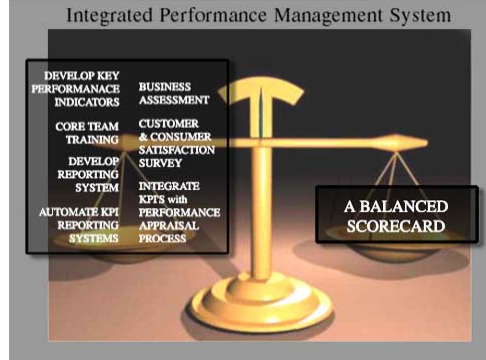 Integrated Performance Management System
DEVELOP KEY
PERFORMANACE
INDICATORS
CORE TEAM
TRAINING
DEVELOP
REPORTING
SYSTEM
AUTOMATE KPI
REPORTING
SYSTEMS
BUSINESS
ASSESSMENT
CUSTOMER
& CONSUMER
SATISFACTION
SURVEY
INTEGRATE
KPI'S with
PERFORMANCE
APPRAISAL
PROCESS
A BALANCED
SCORECARD